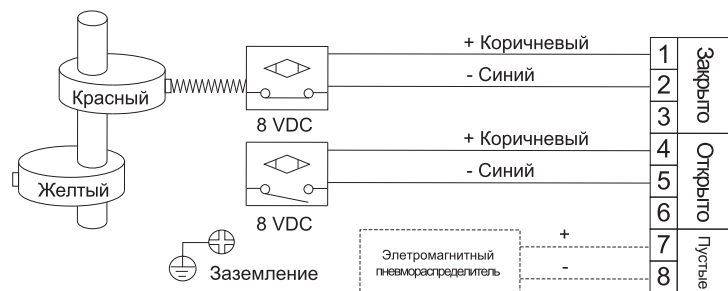 + Коричневый
1
Закрыто
Красный
- Синий
2
8 VDC
3
+ Коричневый
4
Открыто
Желтый
- Синий
5
8 VDC
6
+
7
Пустые
Элетромагнитный
пневмораспределитель
-
8
Заземление